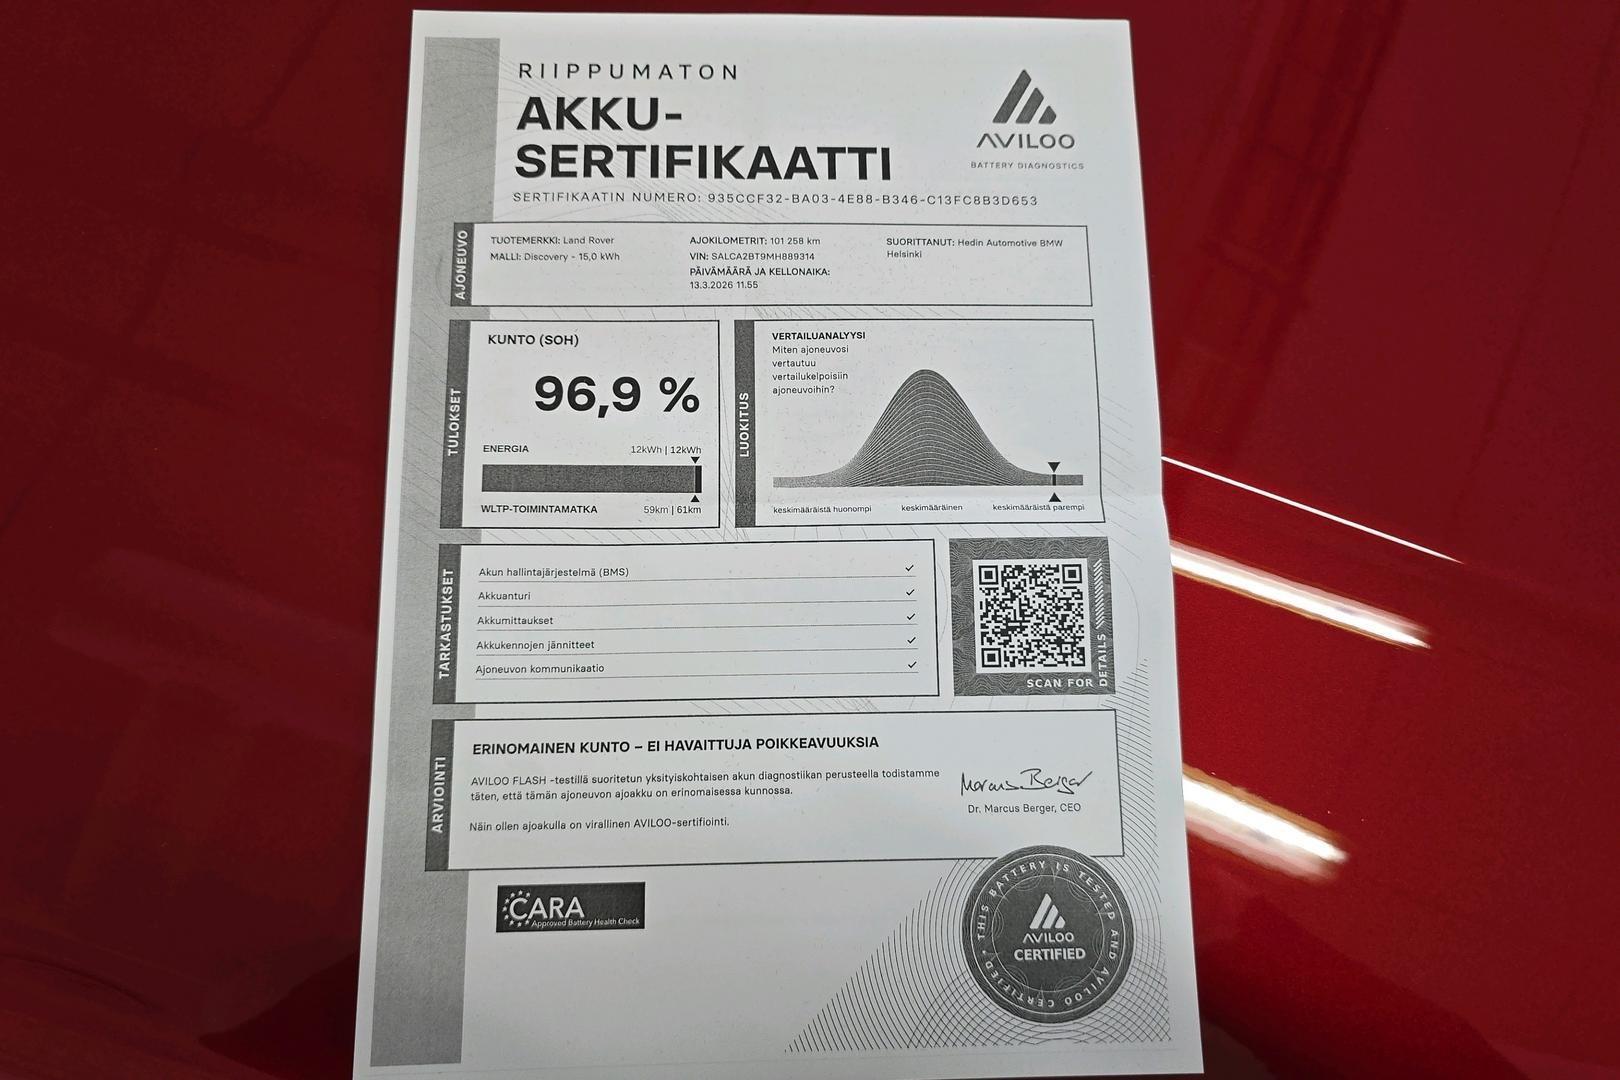 RIIPPUMATON
AKKU-
SERTIFIKAATTI
SERTIFIKAATIN NUMERO: 935CCF32-BA03-4E88-B346-C13FC8B3D653
AVILOO
BATTERY DIAGNOSTICS
AJONEUVO
TUOTEMERKKI: Land Rover
MALLI: Discovery - 15,0 kWh
AJOKILOMETRIT: 101 258 km
VIN: SALCA2BT9MH889314
PÄIVÄMÄÄRÄ JA KELLONAIKA:
13.3.2026 11.55
SUORITTANUT: Hedin Automotive BMW
Helsinki
TULOKSET
KUNTO (SOH)
96,9 %
ENERGIA 12kWh | 12kWh
WLTP-TOIMINTAMATKA 59km | 61km
LUOKITUS
VERTAILUANALYYSI
Miten ajoneuvosi
vertautuu
vertailukelpoisiin
ajoneuvoihin?
keskimääräistä huonompi keskimääräinen keskimääräistä parempi
TARKASTUKSET
Akun hallintajärjestelmä (BMS) ✓
Akkuanturi ✓
Akkumittaukset ✓
Akkukennojen jännitteet ✓
Ajoneuvon kommunikaatio ✓
SCAN FOR DETAILS
ARVIOINTI
ERINOMAINEN KUNTO – EI HAVAITTUJA POIKKEAVUUKSIA
AVILOO FLASH -testillä suoritetun yksityiskohtaisen akun diagnostiikan perusteella todistamme
täten, että tämän ajoneuvon ajoakku on erinomaisessa kunnossa.
Näin ollen ajoakulla on virallinen AVILOO-sertifiointi.
Marcus Berger
Dr. Marcus Berger, CEO
CARA
Approved Battery Health Check
THIS BATTERY IS TESTED AND AVILOO CERTIFIED
AVILOO
CERTIFIED